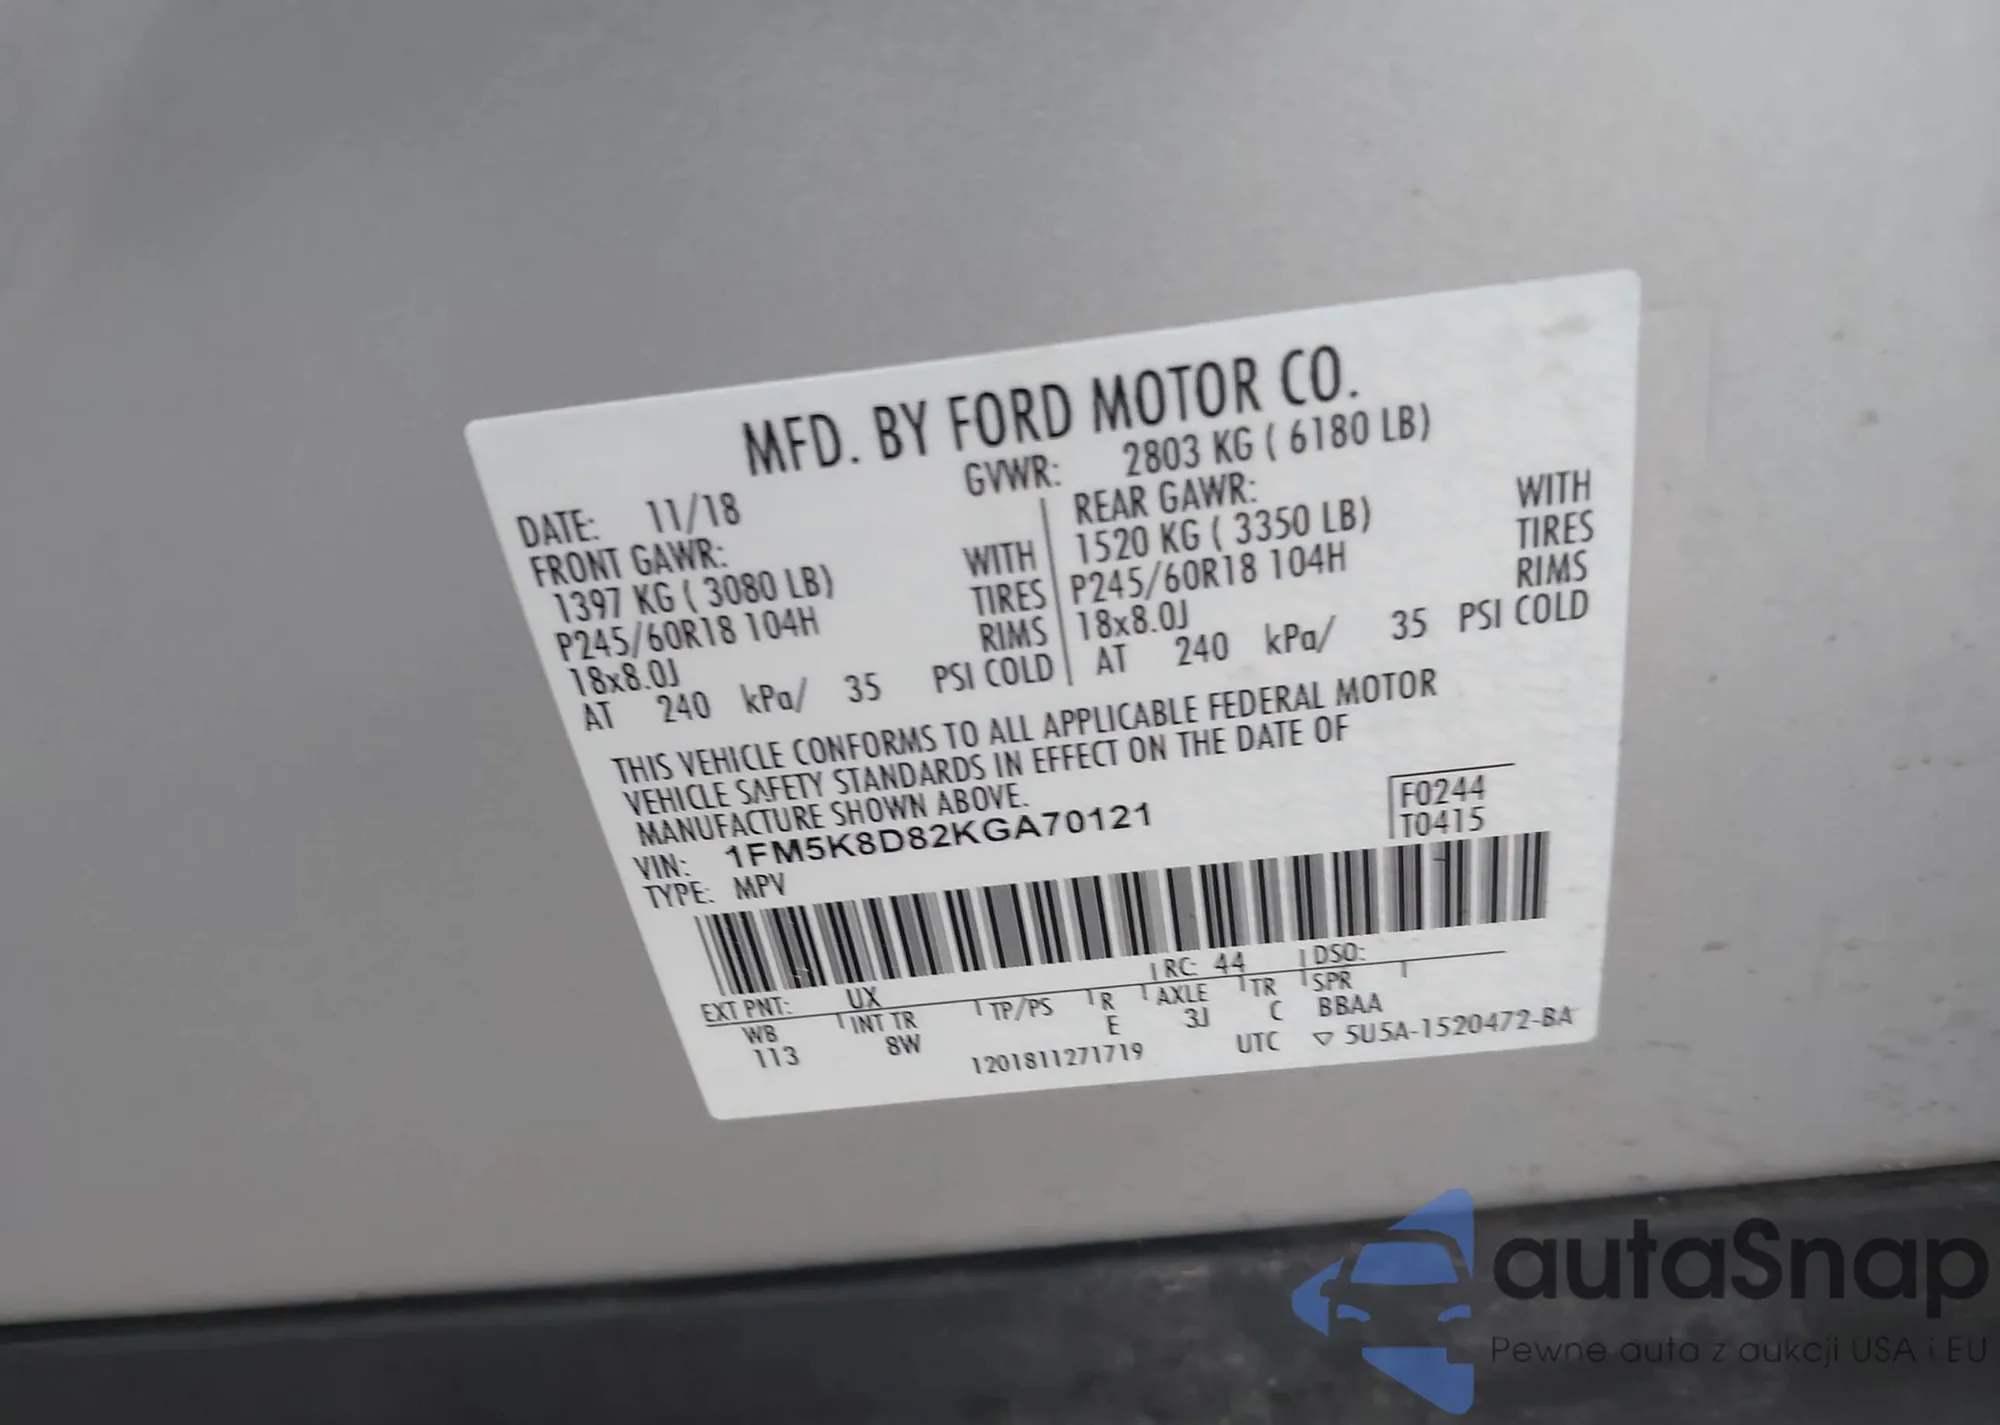 MFD. BY FORD MOTOR CO.
DATE: 11/18 GVWR: 2803 KG ( 6180 LB)
FRONT GAWR: REAR GAWR:
1397 KG ( 3080 LB) WITH 1520 KG ( 3350 LB) WITH
P245/60R18 104H TIRES P245/60R18 104H TIRES
18x8.0J RIMS 18x8.0J RIMS
AT 240 kPa/ 35 PSI COLD AT 240 kPa/ 35 PSI COLD
THIS VEHICLE CONFORMS TO ALL APPLICABLE FEDERAL MOTOR
VEHICLE SAFETY STANDARDS IN EFFECT ON THE DATE OF
MANUFACTURE SHOWN ABOVE.
VIN: 1FM5K8D82KGA70121 F0244
TYPE: MPV T0415
EXT PNT: UX RC: 44 DSO:
WB INT TR TP/PS R AXLE TR SPR
113 8W E 3J C BBAA
1201811271719 UTC ▽ 5U5A-1520472-BA
autaSnap
Pewne auta z aukcji USA i EU